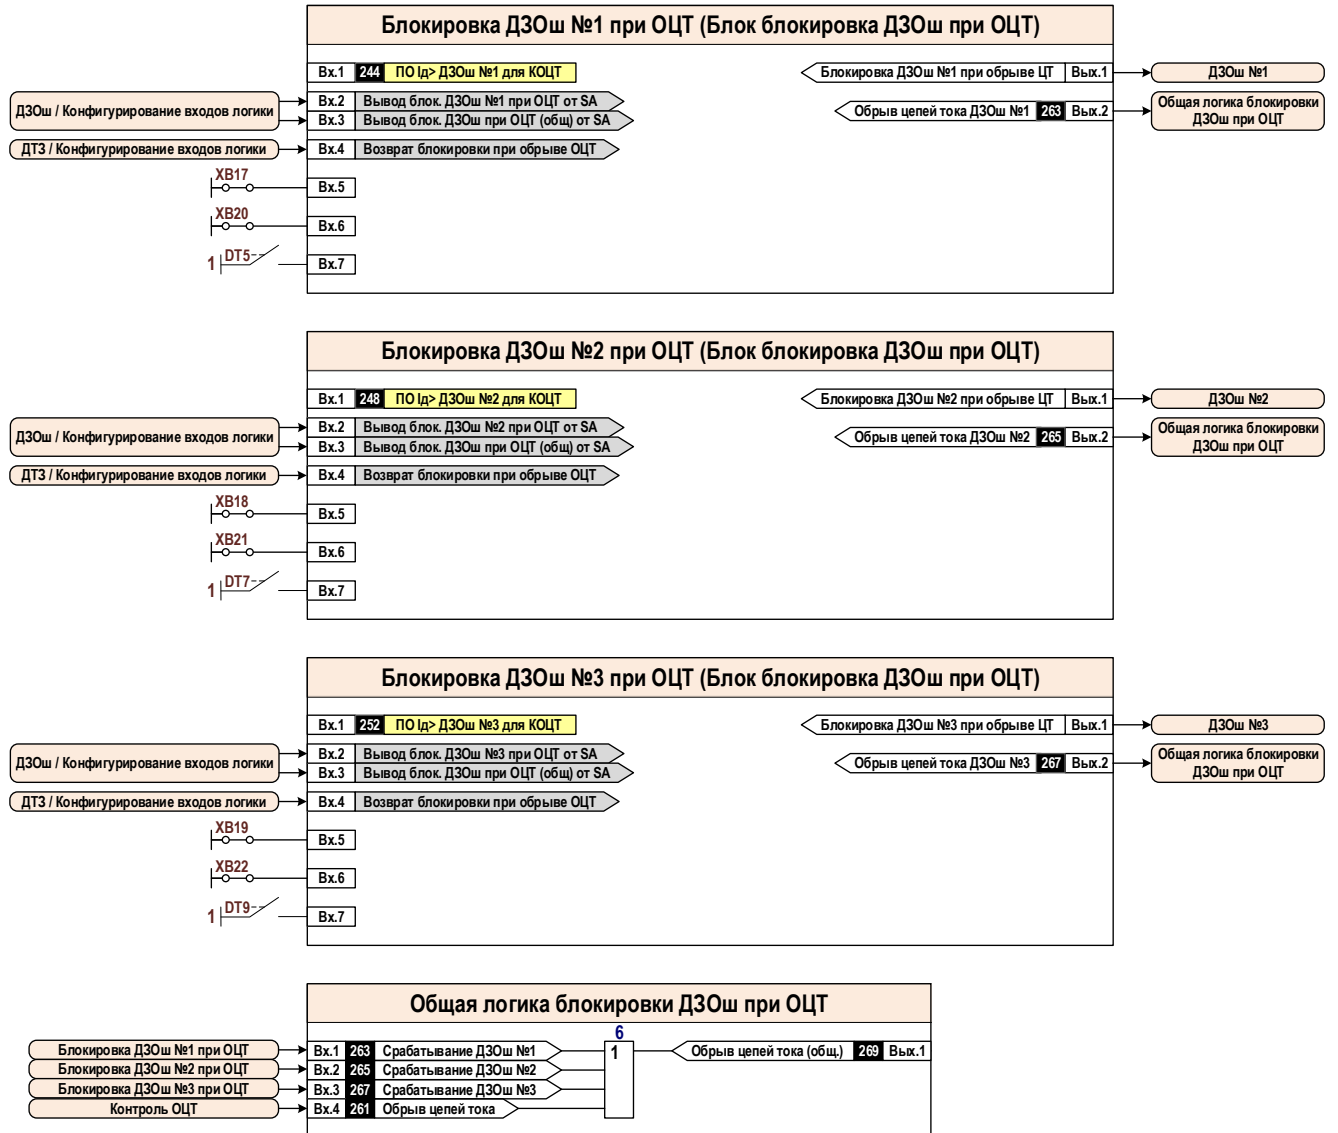 Блокировка ДЗОш №1 при ОЦТ (Блок блокировка ДЗОш при ОЦТ)
Вх.1 244 ПО Iд> ДЗОш №1 для КОЦТ
Блокировка ДЗОш №1 при обрыве ЦТ Вых.1
ДЗОш №1
ДЗОш / Конфигурирование входов логики
Вх.2 Вывод блок. ДЗОш №1 при ОЦТ от SA
Вх.3 Вывод блок. ДЗОш при ОЦТ (общ) от SA
Обрыв цепей тока ДЗОш №1 263 Вых.2
Общая логика блокировки
ДЗОш при ОЦТ
ДТЗ / Конфигурирование входов логики
Вх.4 Возврат блокировки при обрыве ОЦТ
XB17
Вх.5
XB20
Вх.6
1 DT5
Вх.7
Блокировка ДЗОш №2 при ОЦТ (Блок блокировка ДЗОш при ОЦТ)
Вх.1 248 ПО Iд> ДЗОш №2 для КОЦТ
Блокировка ДЗОш №2 при обрыве ЦТ Вых.1
ДЗОш №2
ДЗОш / Конфигурирование входов логики
Вх.2 Вывод блок. ДЗОш №2 при ОЦТ от SA
Вх.3 Вывод блок. ДЗОш при ОЦТ (общ) от SA
Обрыв цепей тока ДЗОш №2 265 Вых.2
Общая логика блокировки
ДЗОш при ОЦТ
ДТЗ / Конфигурирование входов логики
Вх.4 Возврат блокировки при обрыве ОЦТ
XB18
Вх.5
XB21
Вх.6
1 DT7
Вх.7
Блокировка ДЗОш №3 при ОЦТ (Блок блокировка ДЗОш при ОЦТ)
Вх.1 252 ПО Iд> ДЗОш №3 для КОЦТ
Блокировка ДЗОш №3 при обрыве ЦТ Вых.1
ДЗОш №3
ДЗОш / Конфигурирование входов логики
Вх.2 Вывод блок. ДЗОш №3 при ОЦТ от SA
Вх.3 Вывод блок. ДЗОш при ОЦТ (общ) от SA
Обрыв цепей тока ДЗОш №3 267 Вых.2
Общая логика блокировки
ДЗОш при ОЦТ
ДТЗ / Конфигурирование входов логики
Вх.4 Возврат блокировки при обрыве ОЦТ
XB19
Вх.5
XB22
Вх.6
1 DT9
Вх.7
Общая логика блокировки ДЗОш при ОЦТ
6
Блокировка ДЗОш №1 при ОЦТ Вх.1 263 Срабатывание ДЗОш №1 1 Обрыв цепей тока (общ.) 269 Вых.1
Блокировка ДЗОш №2 при ОЦТ Вх.2 265 Срабатывание ДЗОш №2
Блокировка ДЗОш №3 при ОЦТ Вх.3 267 Срабатывание ДЗОш №3
Контроль ОЦТ Вх.4 261 Обрыв цепей тока